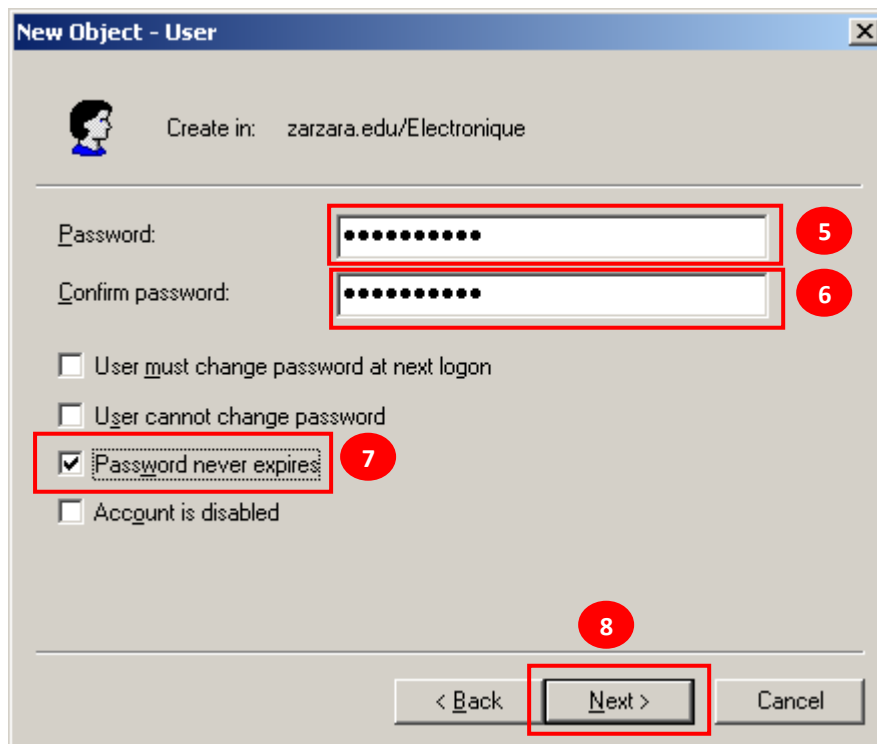 New Object - User
Create in: zarzara.edu/Electronique
Password: ●●●●●●●●●● 5
Confirm password: ●●●●●●●●●● 6
User must change password at next logon
User cannot change password
Password never expires 7
Account is disabled
8
< Back Next > Cancel